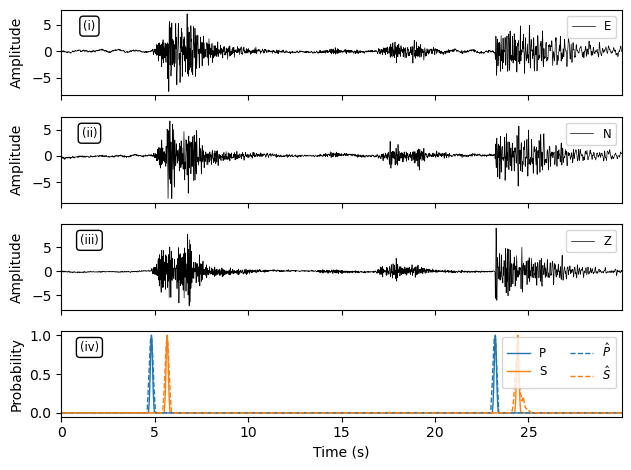 (i)
E
Amplitude
5
0
−5
(ii)
N
Amplitude
5
0
−5
(iii)
Z
Amplitude
5
0
−5
(iv)
P
S
P̂
Ŝ
Probability
1.0
0.5
0.0
0 5 10 15 20 25
Time (s)